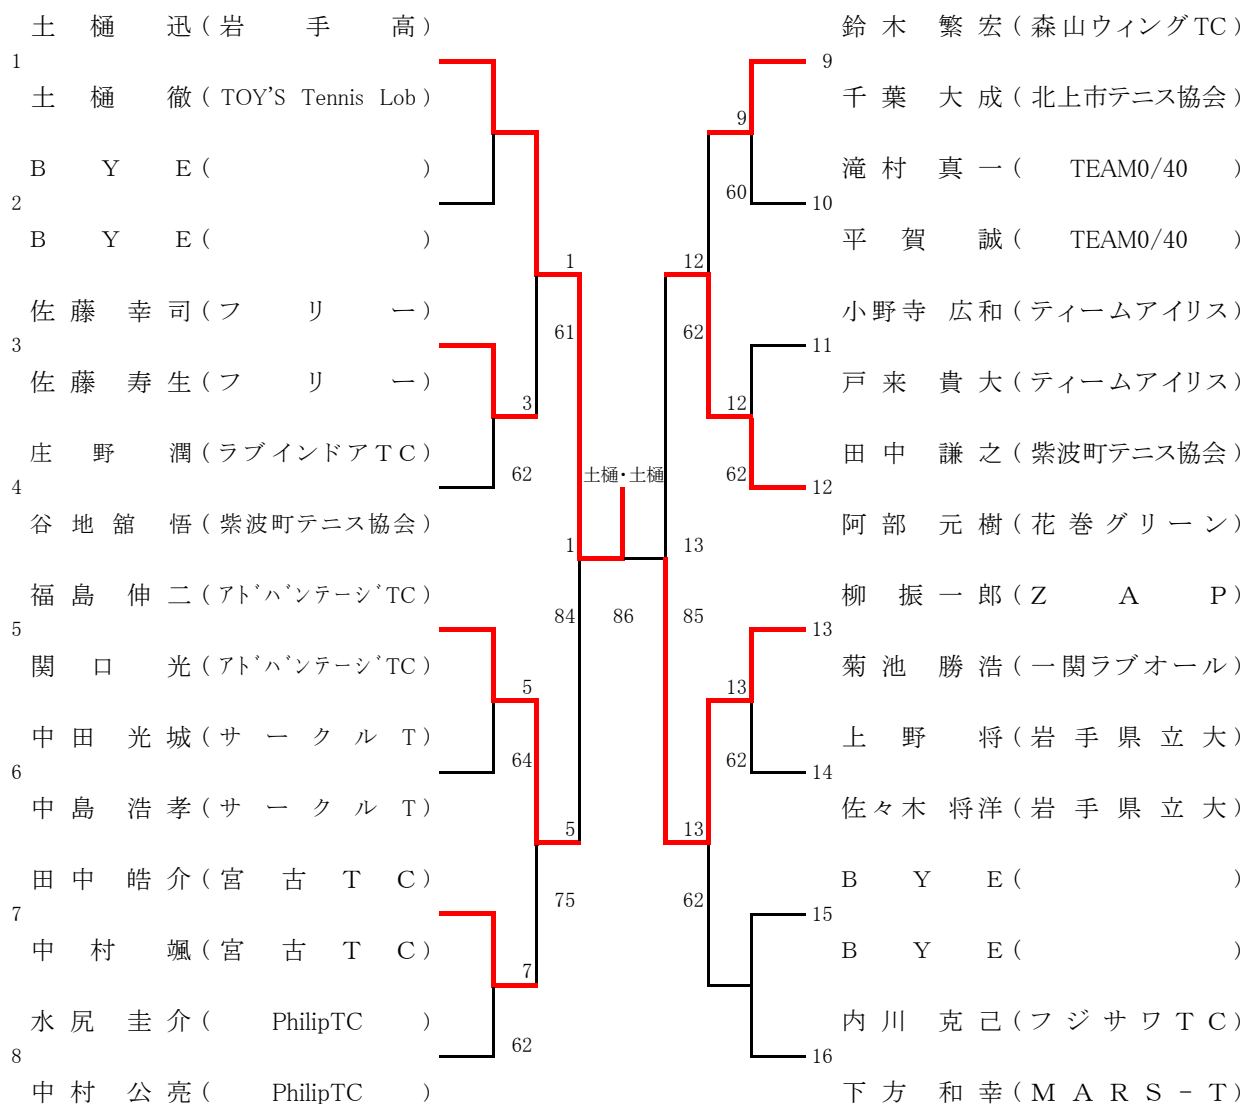 土樋 迅(岩手高)
1
土樋 徹(TOY'S Tennis Lob)
BYE( )
2
BYE( )
佐藤 幸司(フリー)
3
佐藤 寿生(フリー)
庄野 潤(ラブインドアTC)
4
谷地舘 悟(紫波町テニス協会)
福島 伸二(アドバンテージTC)
5
関口 光(アドバンテージTC)
中田 光城(サークルT)
6
中島 浩孝(サークルT)
田中 皓介(宮古TC)
7
中村 颯(宮古TC)
水尻 圭介(PhilipTC)
8
中村 公亮(PhilipTC)
3
62
5
64
7
62
1
61
5
75
1
84
土樋・土樋
86
13
85
12
62
13
62
9
60
12
62
13
62
鈴木 繁宏(森山ウィングTC)
9
千葉 大成(北上市テニス協会)
滝村 真一(TEAM0/40)
10
平賀 誠(TEAM0/40)
小野寺 広和(ティームアイリス)
11
戸来 貴大(ティームアイリス)
田中 謙之(紫波町テニス協会)
12
阿部 元樹(花巻グリーン)
柳 振一郎(ZAP)
13
菊池 勝浩(一関ラブオール)
上野 将(岩手県立大)
14
佐々木 将洋(岩手県立大)
BYE( )
15
BYE( )
内川 克己(フジサワTC)
16
下方 和幸(MARS-T)